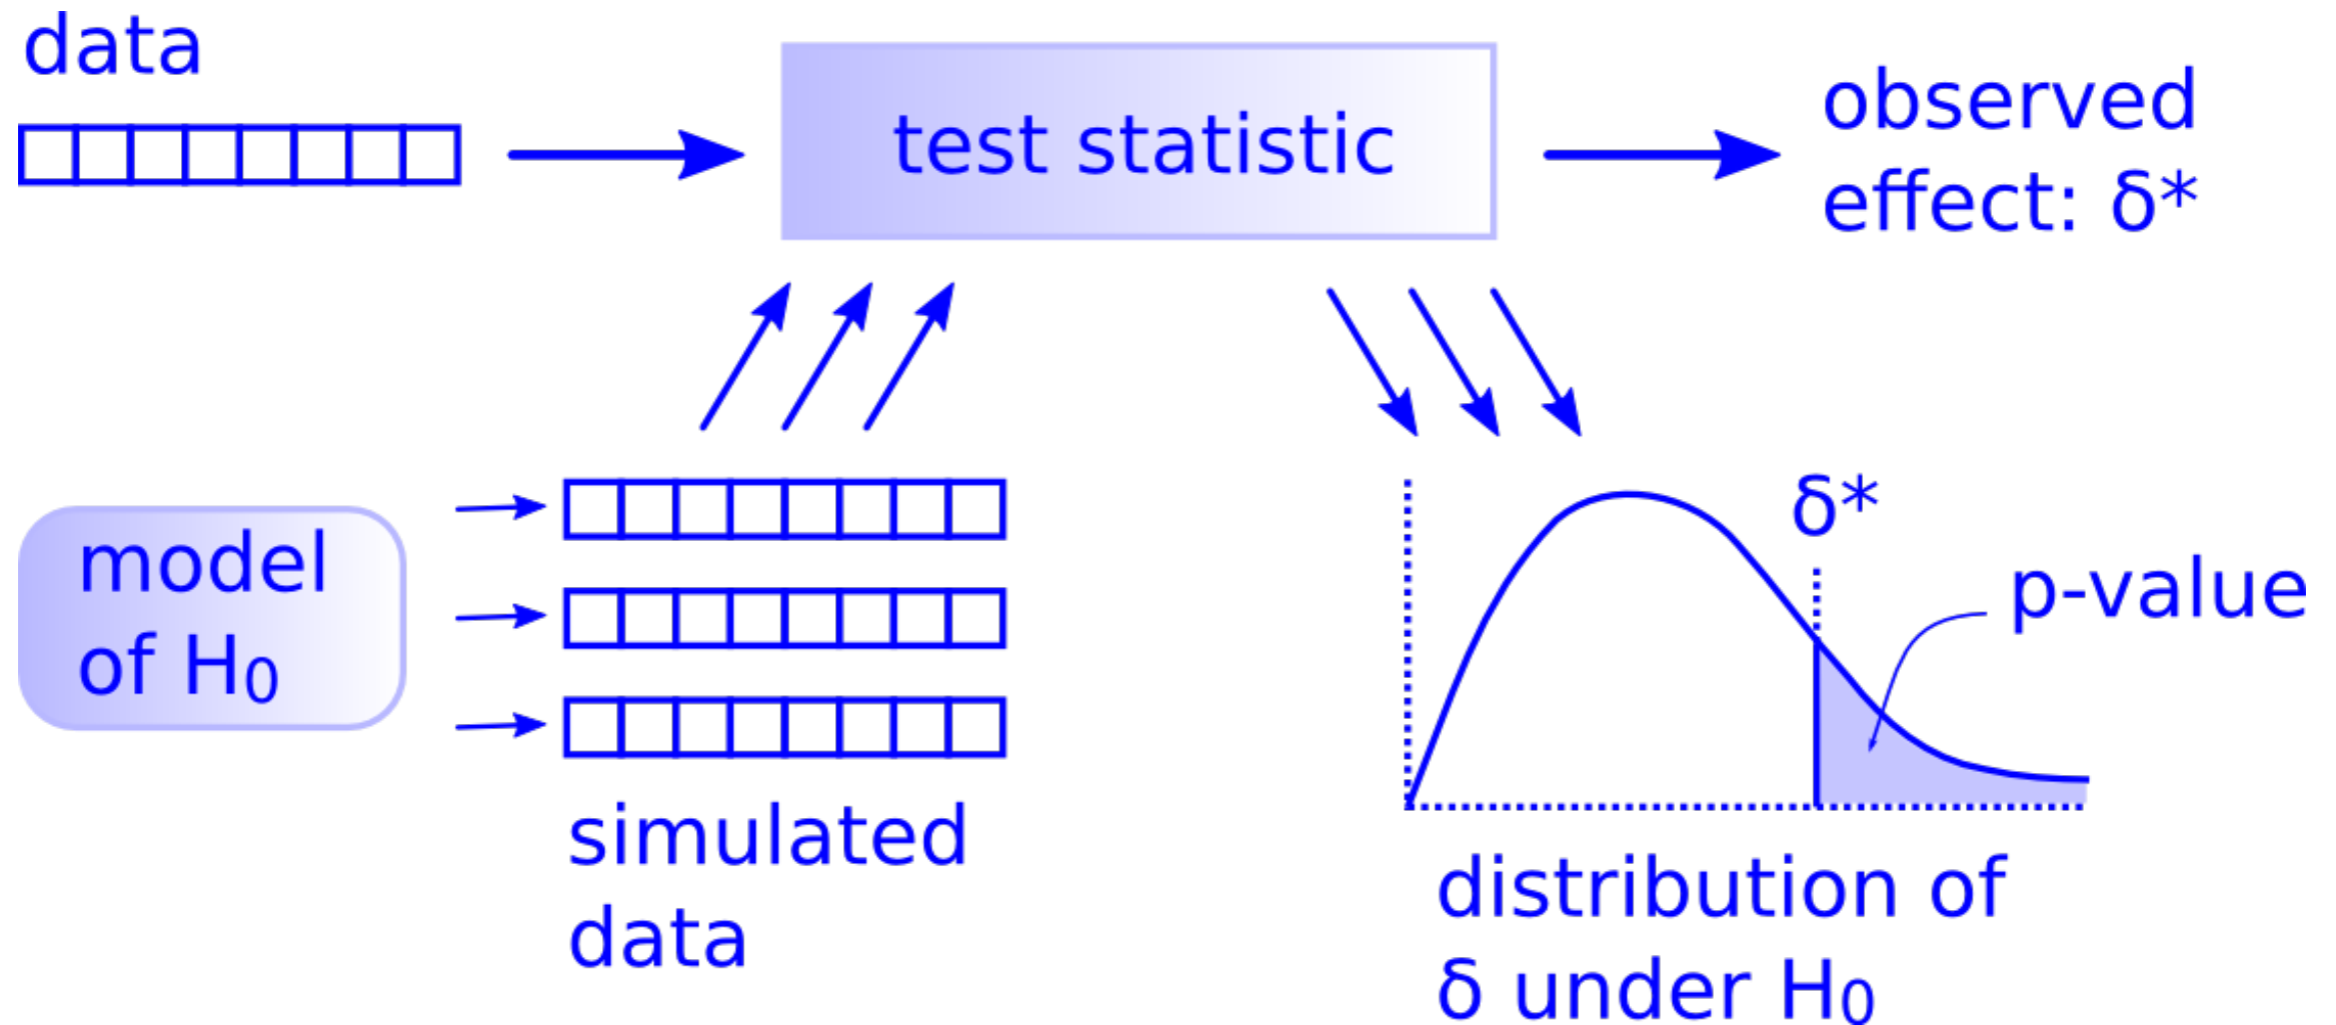 data
test statistic
observed
effect: δ*
model
of H₀
simulated
data
δ*
p-value
distribution of
δ under H₀